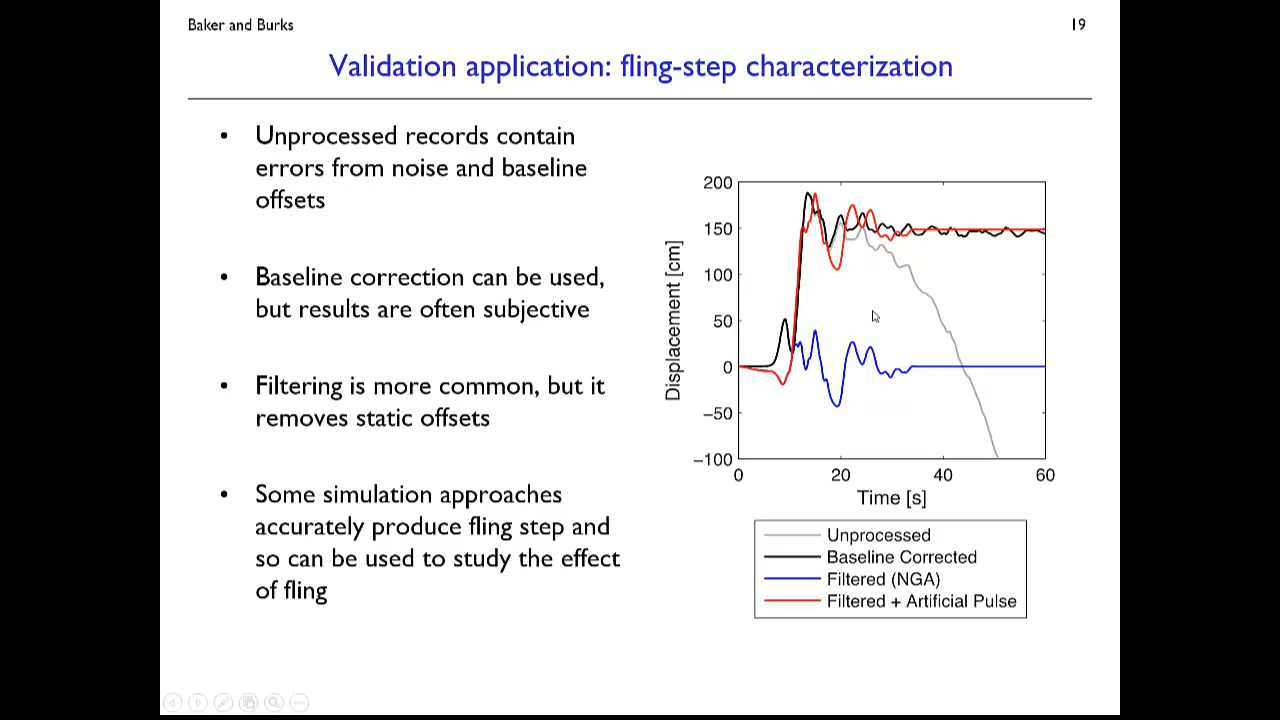 Baker and Burks
19
Validation application: fling-step characterization
• Unprocessed records contain
errors from noise and baseline
offsets
• Baseline correction can be used,
but results are often subjective
• Filtering is more common, but it
removes static offsets
• Some simulation approaches
accurately produce fling step and
so can be used to study the effect
of fling
200
150
100
50
0
−50
−100
Displacement [cm]
0 20 40 60
Time [s]
Unprocessed
Baseline Corrected
Filtered (NGA)
Filtered + Artificial Pulse